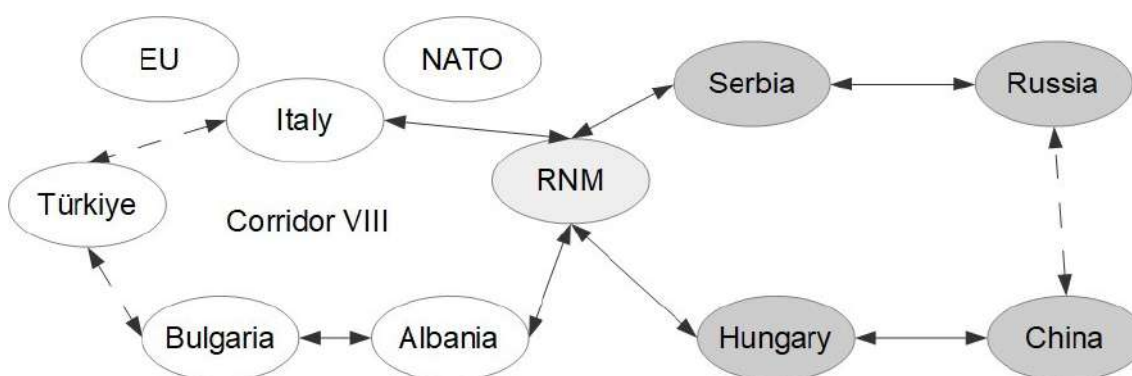 EU
NATO
Italy
Serbia
Russia
RNM
Türkiye
Corridor VIII
Bulgaria
Albania
Hungary
China